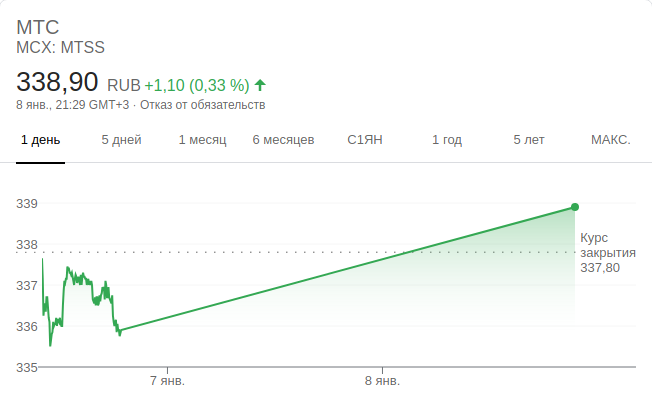 МТС
MCX: MTSS
338,90 RUB +1,10 (0,33 %)
8 янв., 21:29 GMT+3 · Отказ от обязательств
1 день 5 дней 1 месяц 6 месяцев С1ЯН 1 год 5 лет МАКС.
339
338
337
336
335
Курс
закрытия
337,80
7 янв. 8 янв.